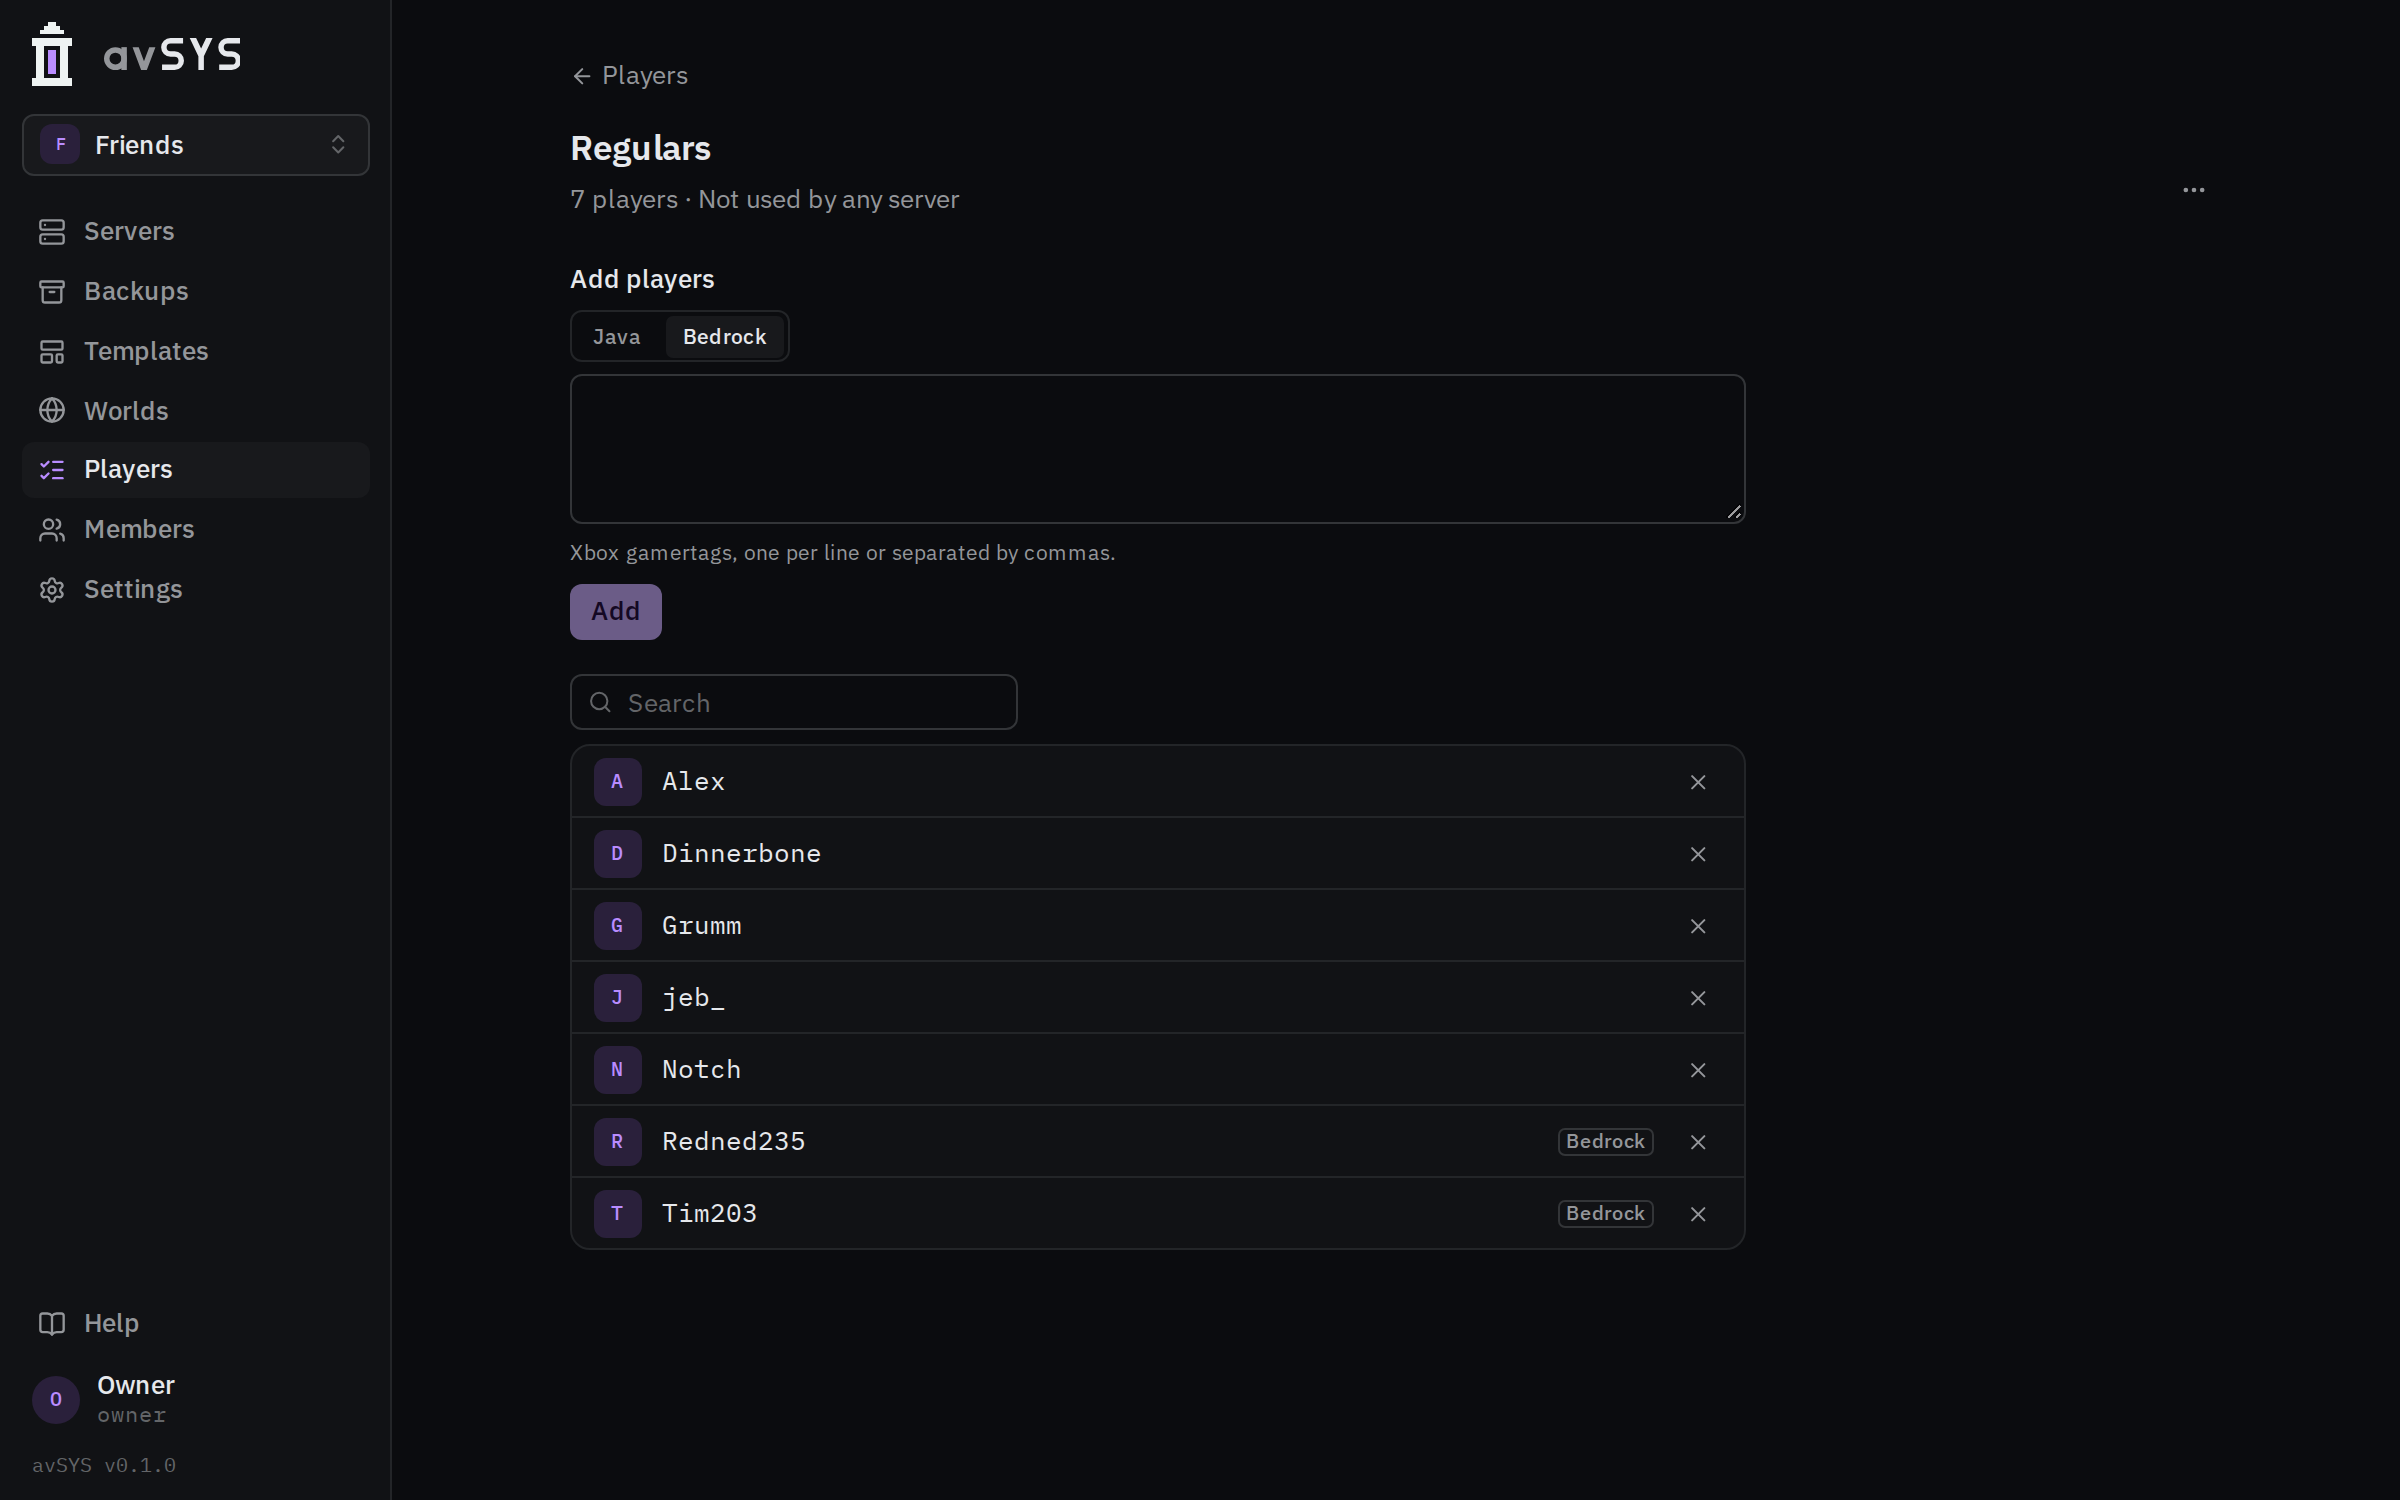 avSYS
F Friends
Servers
Backups
Templates
Worlds
Players
Members
Settings
Help
O Owner
owner
avSYS v0.1.0
← Players
Regulars
7 players · Not used by any server
Add players
Java Bedrock
Xbox gamertags, one per line or separated by commas.
Add
Search
A Alex
D Dinnerbone
G Grumm
J jeb_
N Notch
R Redned235 Bedrock
T Tim203 Bedrock